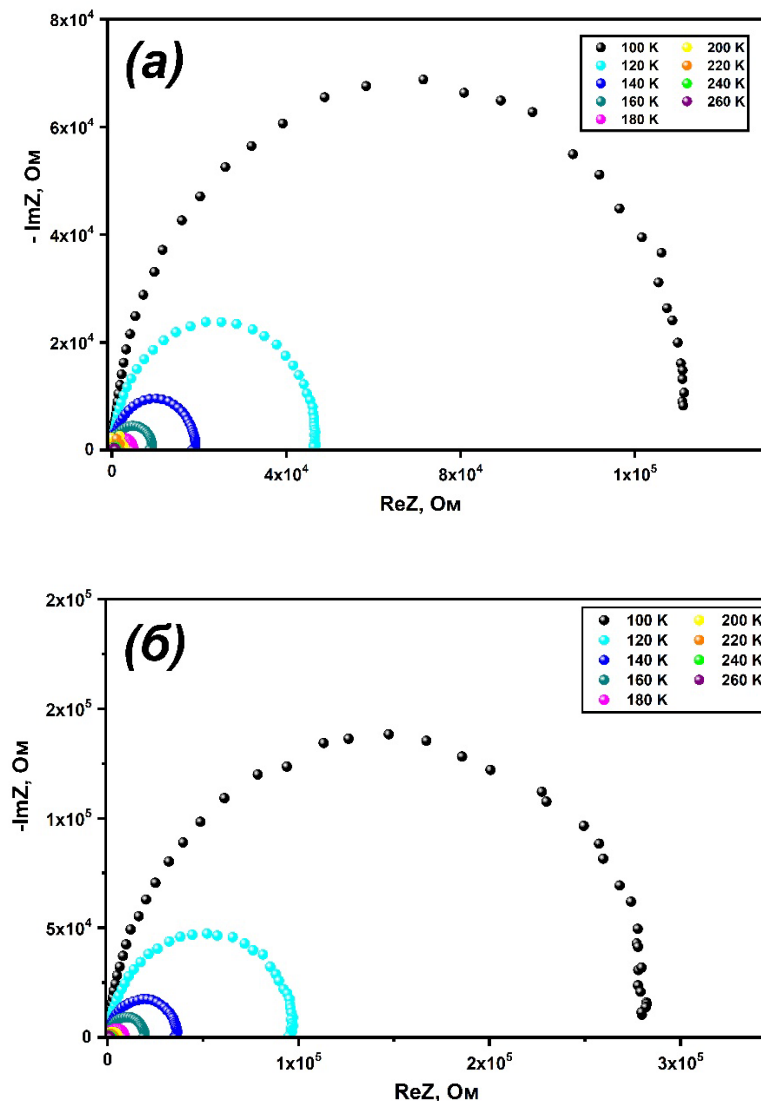 (а)
8x10⁴
6x10⁴
4x10⁴
2x10⁴
0
- ImZ, Ом
100 K
120 K
140 K
160 K
180 K
200 K
220 K
240 K
260 K
0
4x10⁴
8x10⁴
1x10⁵
ReZ, Ом
(б)
2x10⁵
2x10⁵
1x10⁵
5x10⁴
0
-ImZ, Ом
100 K
120 K
140 K
160 K
180 K
200 K
220 K
240 K
260 K
0
1x10⁵
2x10⁵
3x10⁵
ReZ, Ом